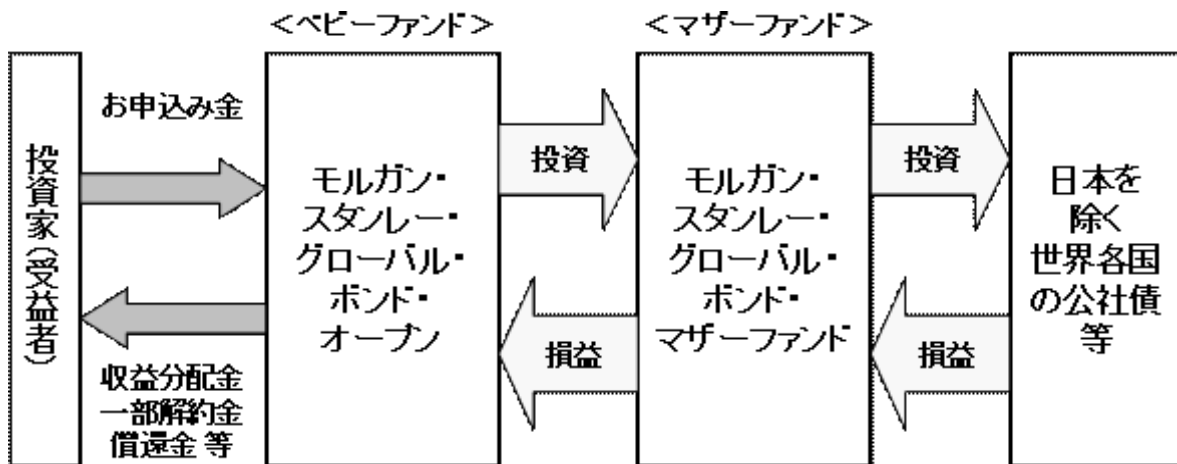 ＜ベビーファンド＞
＜マザーファンド＞
投資家(受益者)
お申込み金
収益分配金
一部解約金
償還金 等
モルガン・
スタンレー・
グローバル・
ボンド・
オープン
投資
損益
モルガン・
スタンレー・
グローバル・
ボンド・
マザーファンド
投資
損益
日本を
除く
世界各国
の公社債
等